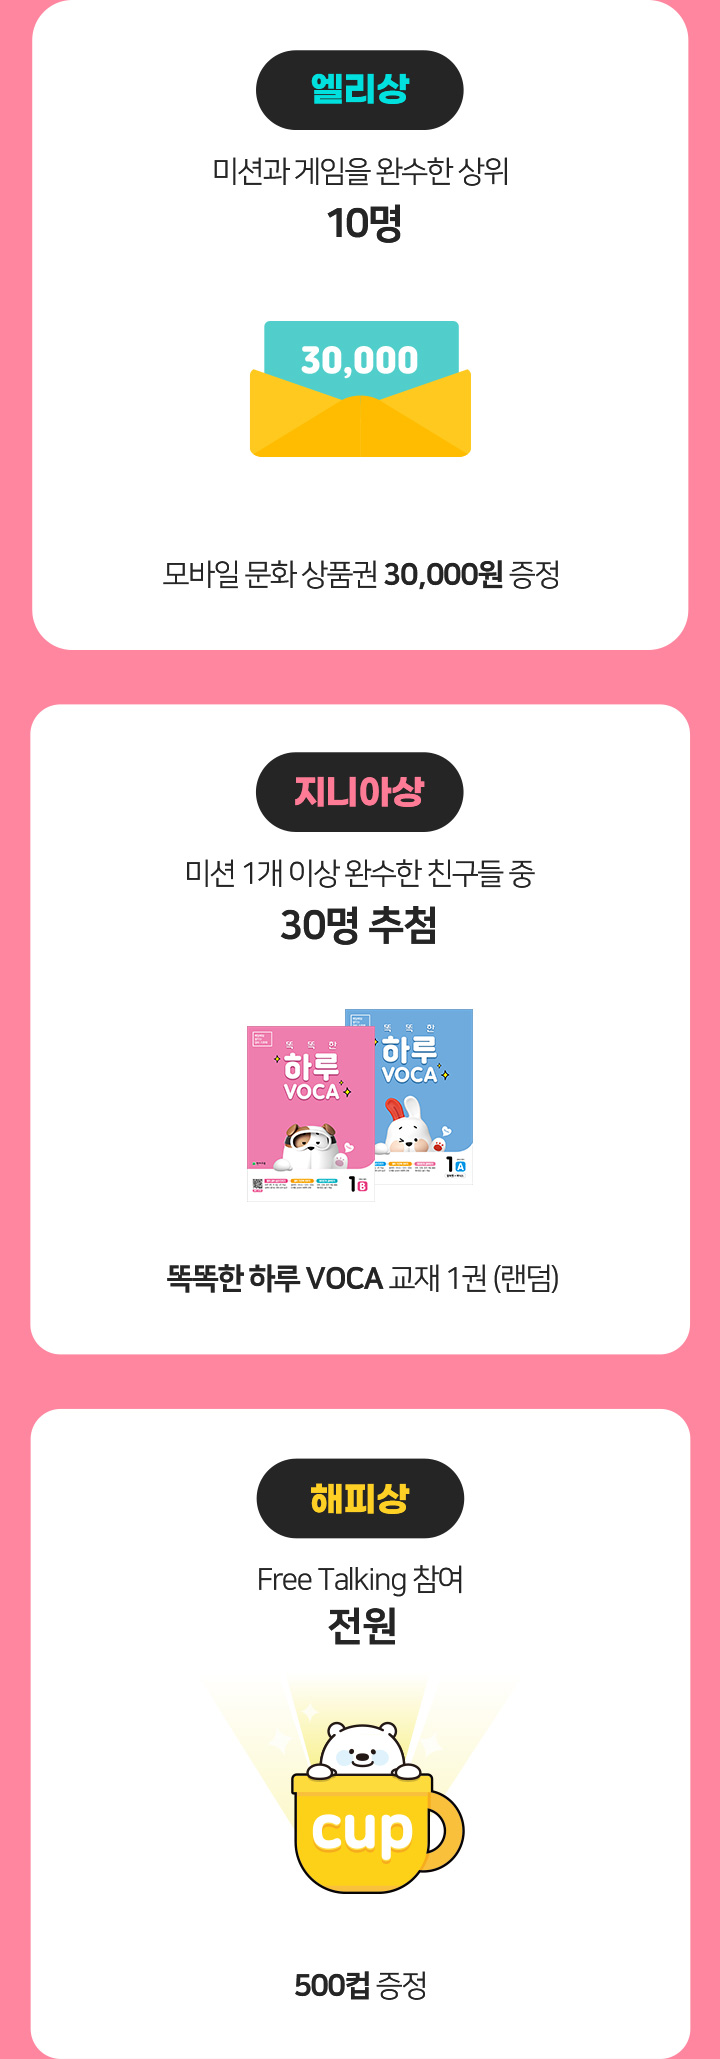 엘리상
미션과 게임을 완수한 상위
10명
30,000
모바일 문화 상품권 30,000원 증정
지니아상
미션 1개 이상 완수한 친구들 중
30명 추첨
똑똑한
하루
VOCA
1 B
똑똑한
하루
VOCA
1 A
똑똑한 하루 VOCA 교재 1권 (랜덤)
해피상
Free Talking 참여
전원
cup
500컵 증정